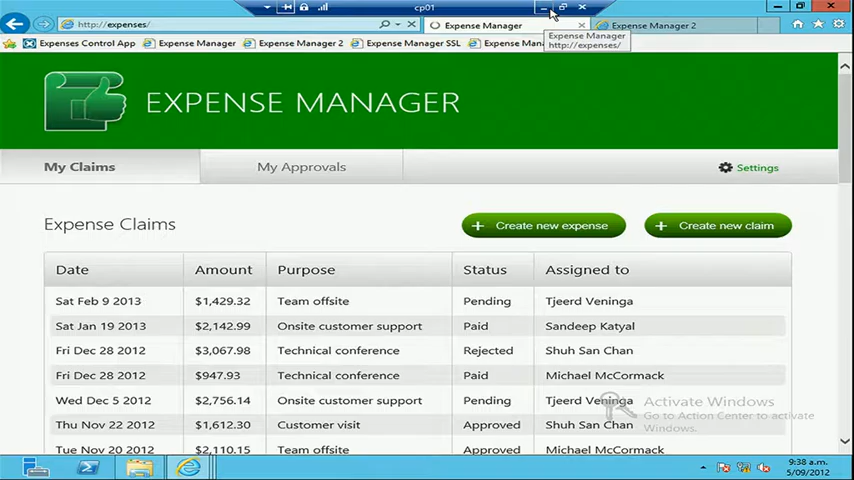 cp01
http://expenses/
Expense Manager
Expense Manager 2
Expenses Control App
Expense Manager
Expense Manager 2
Expense Manager SSL
Expense Man
Expense Manager
http://expenses/
EXPENSE MANAGER
My Claims
My Approvals
Settings
Expense Claims
+ Create new expense
+ Create new claim
Date Amount Purpose Status Assigned to
Sat Feb 9 2013 $1,429.32 Team offsite Pending Tjeerd Veninga
Sat Jan 19 2013 $2,142.99 Onsite customer support Paid Sandeep Katyal
Fri Dec 28 2012 $3,067.98 Technical conference Rejected Shuh San Chan
Fri Dec 28 2012 $947.93 Technical conference Paid Michael McCormack
Wed Dec 5 2012 $2,756.14 Onsite customer support Pending Tjeerd Veninga
Thu Nov 22 2012 $1,612.30 Customer visit Approved Shuh San Chan
Tue Nov 20 2012 $2,110.15 Team offsite Approved Michael McCormack
Activate Windows
Go to Action Center to activate
Windows.
9:38 a.m.
5/09/2012